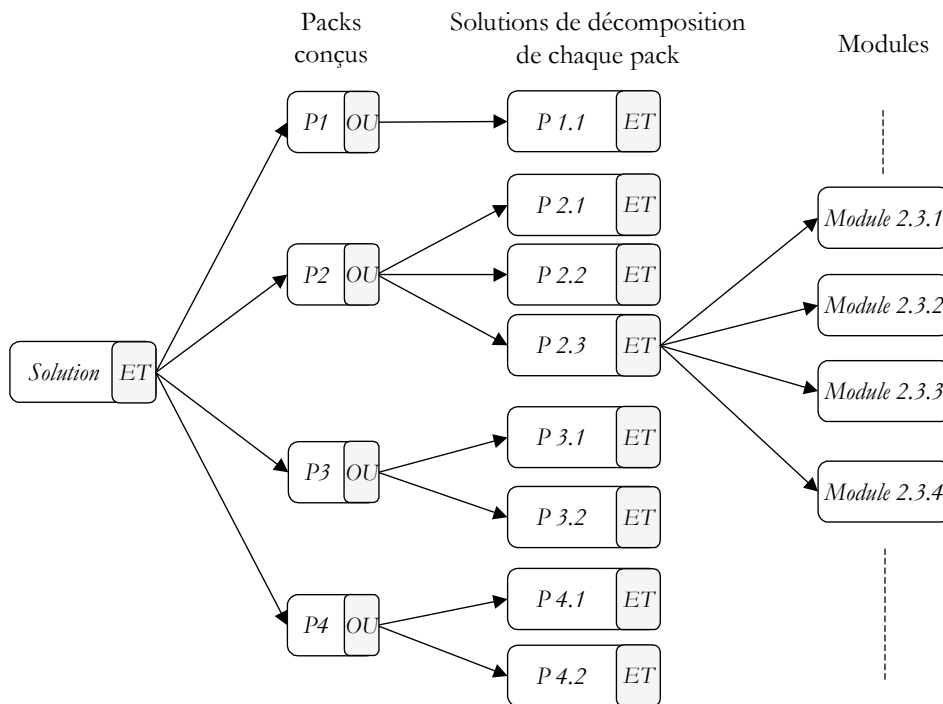 Packs
conçus
Solutions de décomposition
de chaque pack
Modules
P1 OU
P 1.1 ET
P 2.1 ET
Module 2.3.1
P2 OU
P 2.2 ET
Module 2.3.2
P 2.3 ET
Solution ET
Module 2.3.3
P 3.1 ET
P3 OU
Module 2.3.4
P 3.2 ET
P 4.1 ET
P4 OU
P 4.2 ET